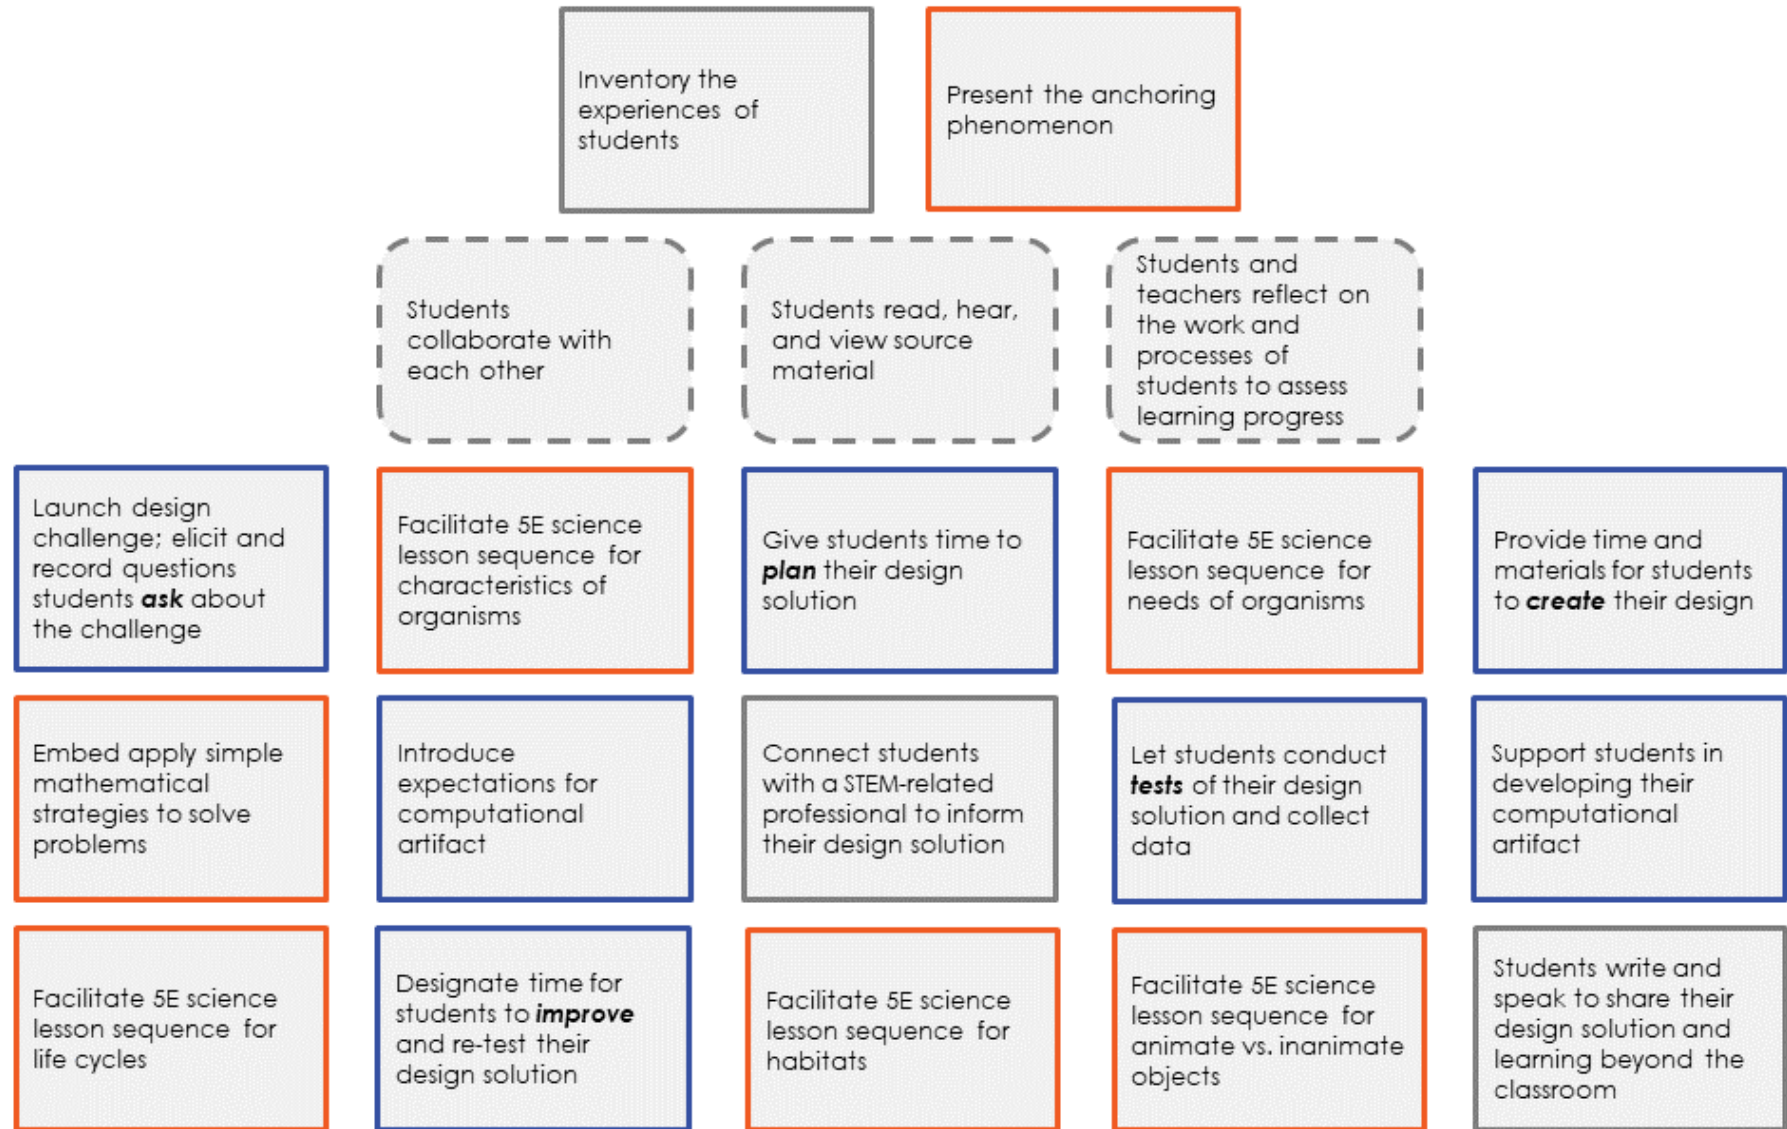 Inventory the
experiences of
students
Present the anchoring
phenomenon
Students
collaborate with
each other
Students read, hear,
and view source
material
Students and
teachers reflect on
the work and
processes of
students to assess
learning progress
Launch design
challenge; elicit and
record questions
students ask about
the challenge
Facilitate 5E science
lesson sequence for
characteristics of
organisms
Give students time to
plan their design
solution
Facilitate 5E science
lesson sequence for
needs of organisms
Provide time and
materials for students
to create their design
Embed apply simple
mathematical
strategies to solve
problems
Introduce
expectations for
computational
artifact
Connect students
with a STEM-related
professional to inform
their design solution
Let students conduct
tests of their design
solution and collect
data
Support students in
developing their
computational
artifact
Facilitate 5E science
lesson sequence for
life cycles
Designate time for
students to improve
and re-test their
design solution
Facilitate 5E science
lesson sequence for
habitats
Facilitate 5E science
lesson sequence for
animate vs. inanimate
objects
Students write and
speak to share their
design solution and
learning beyond the
classroom